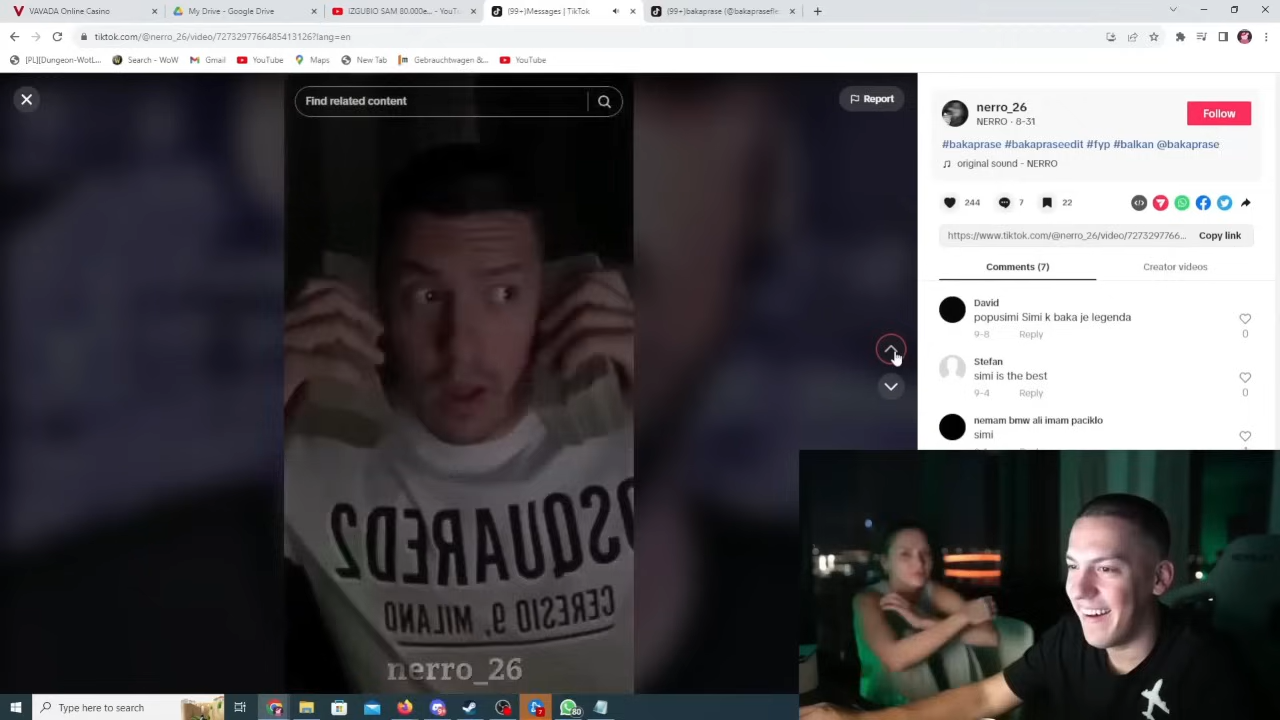 VAVADA Online Casino
My Drive - Google Drive
IZGUBIO SAM 80.000e... - YouT
(99+)Messages | TikTok
(99+)bakaprase (@bakaprasefle
tiktok.com/@nerro_26/video/7273297766485413126?lang=en
[PL][Dungeon-WotL...
Search - WoW
Gmail
YouTube
Maps
New Tab
Gebrauchtwagen &...
YouTube
Find related content
Report
nerro_26
NERRO · 8-31
Follow
#bakaprase #bakapraseedit #fyp #balkan @bakaprase
original sound - NERRO
244
7
22
https://www.tiktok.com/@nerro_26/video/727329776...
Copy link
Comments (7)
Creator videos
David
popusimi Simi k baka je legenda
9-8 Reply
0
Stefan
simi is the best
9-4 Reply
0
nemam bmw ali imam paciklo
simi
DSQUARED2
CERESIO 9, MILANO
nerro_26
Type here to search
80